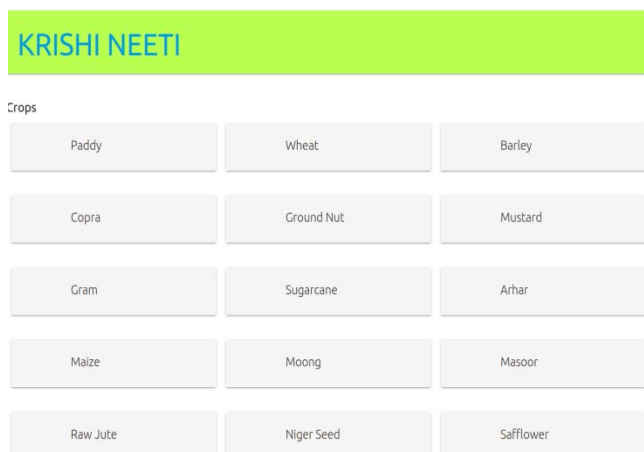 KRISHI NEETI
Crops
Paddy Wheat Barley
Copra Ground Nut Mustard
Gram Sugarcane Arhar
Maize Moong Masoor
Raw Jute Niger Seed Safflower